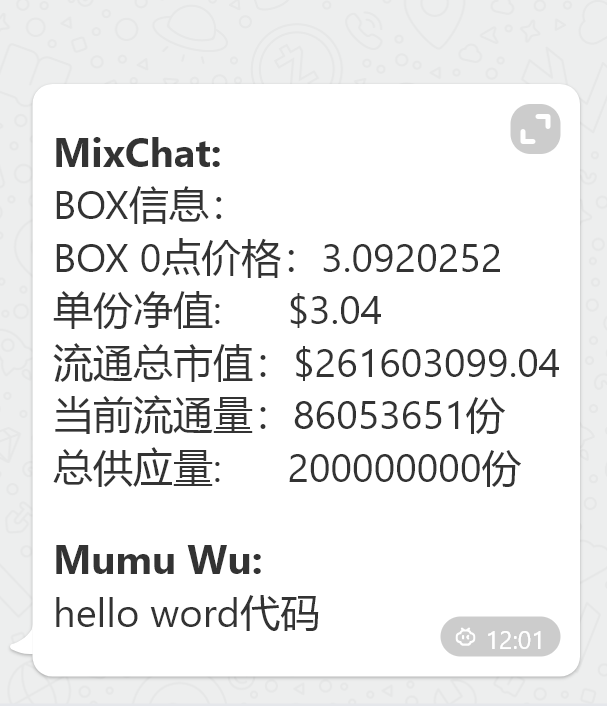 MixChat:
BOX信息：
BOX 0点价格：3.0920252
单份净值: $3.04
流通总市值：$261603099.04
当前流通量：86053651份
总供应量: 200000000份
Mumu Wu:
hello word代码
12:01